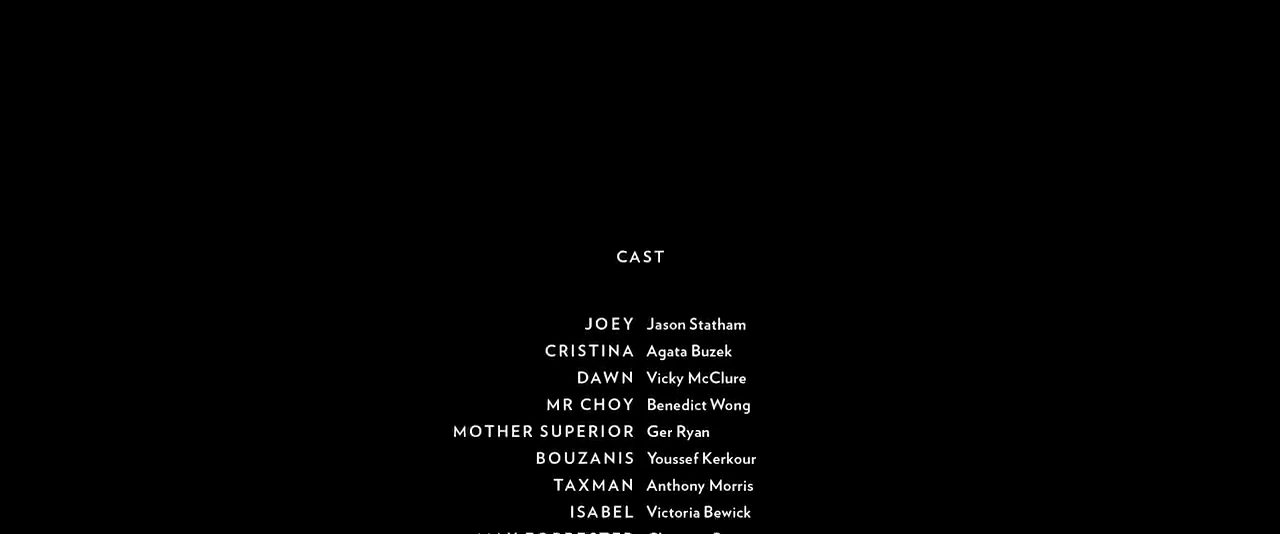 CAST
JOEY Jason Statham
CRISTINA Agata Buzek
DAWN Vicky McClure
MR CHOY Benedict Wong
MOTHER SUPERIOR Ger Ryan
BOUZANIS Youssef Kerkour
TAXMAN Anthony Morris
ISABEL Victoria Bewick